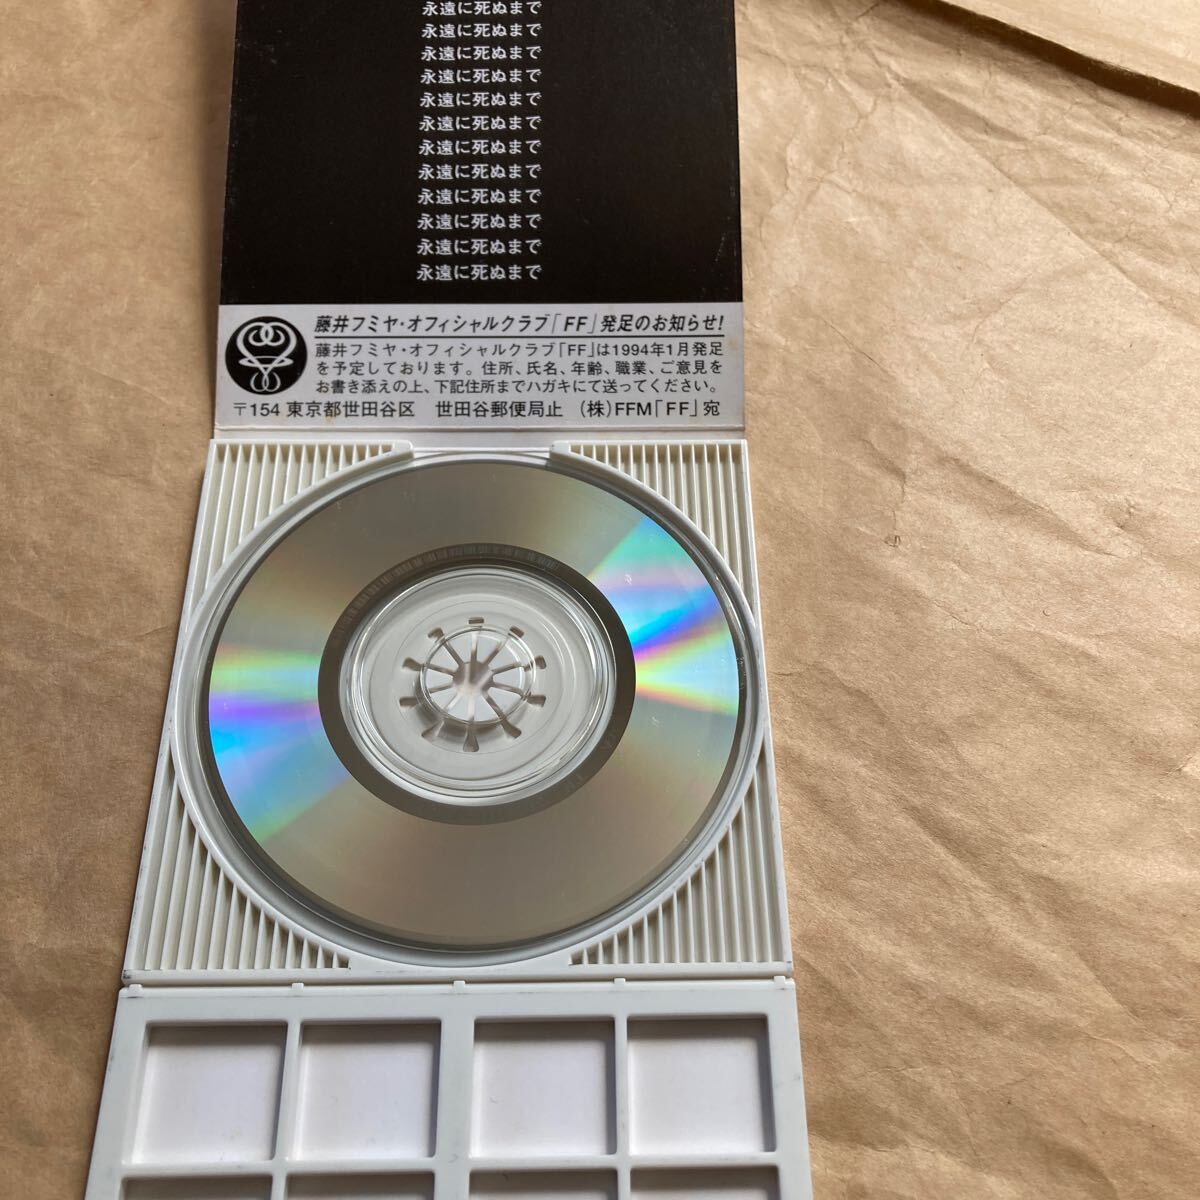 永遠に死ぬまで
永遠に死ぬまで
永遠に死ぬまで
永遠に死ぬまで
永遠に死ぬまで
永遠に死ぬまで
永遠に死ぬまで
永遠に死ぬまで
永遠に死ぬまで
永遠に死ぬまで
永遠に死ぬまで
永遠に死ぬまで
藤井フミヤ・オフィシャルクラブ「FF」発足のお知らせ!
藤井フミヤ・オフィシャルクラブ「FF」は1994年1月発足
を予定しております。住所、氏名、年齢、職業、ご意見を
お書き添えの上、下記住所までハガキにて送ってください。
〒154 東京都世田谷区 世田谷郵便局止 (株)FFM「FF」宛